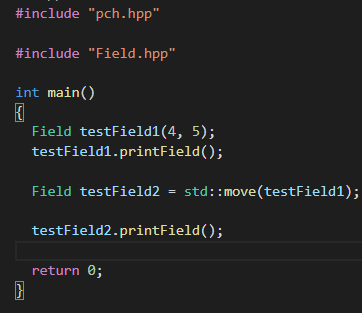 #include "pch.hpp"
#include "Field.hpp"
int main()
{
Field testField1(4, 5);
testField1.printField();
Field testField2 = std::move(testField1);
testField2.printField();
return 0;
}